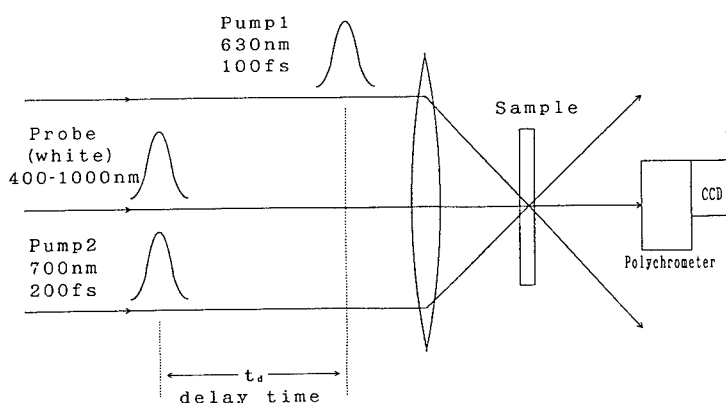 Pump1
630nm
100fs
Sample
Probe
(white)
400-1000nm
CCD
Pump2
700nm
200fs
Polychrometer
td
delay time